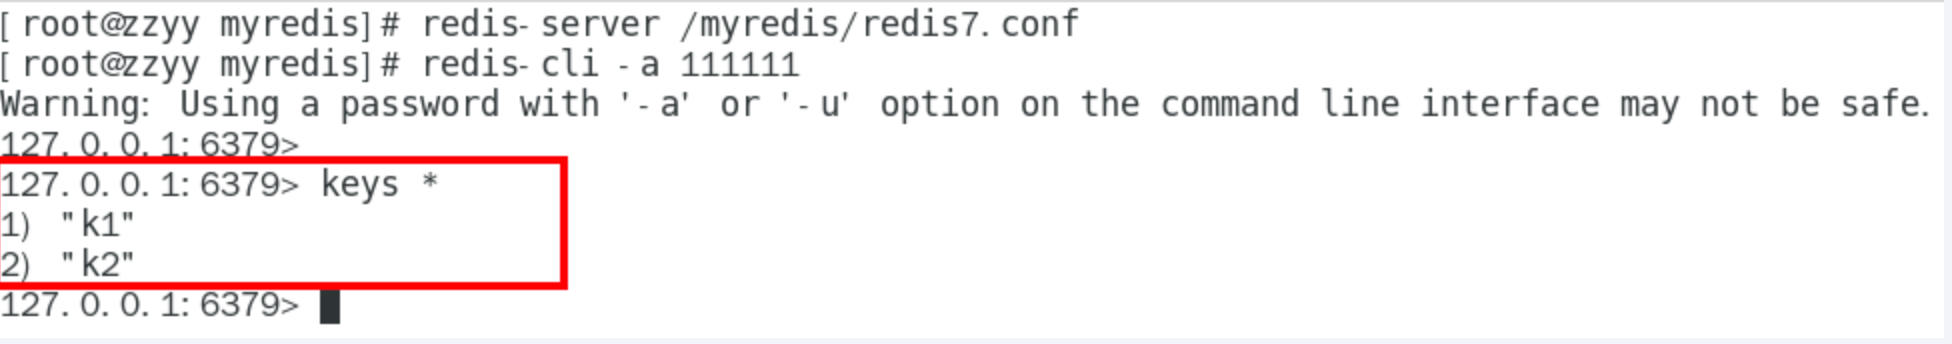 [root@zzyy myredis]# redis-server /myredis/redis7.conf
[root@zzyy myredis]# redis-cli -a 111111
Warning: Using a password with '-a' or '-u' option on the command line interface may not be safe.
127.0.0.1:6379>
127.0.0.1:6379> keys *
1) "k1"
2) "k2"
127.0.0.1:6379>